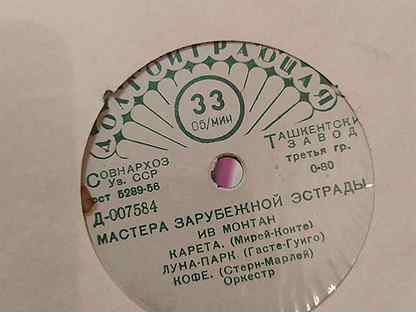 ДОЛГОИГРАЮЩАЯ
33
ОБ/МИН
СОВНАРХОЗ
Уз. ССР
ГОСТ 5289-56
Д-007584
ТАШКЕНТСКИЙ
ЗАВОД
третья гр.
0-80
МАСТЕРА ЗАРУБЕЖНОЙ ЭСТРАДЫ
ИВ МОНТАН
КАРЕТА. (Мирей-Конте)
ЛУНА-ПАРК. (Гасте-Гуиго)
КОФЕ. (Стерн-Марлей)
Оркестр